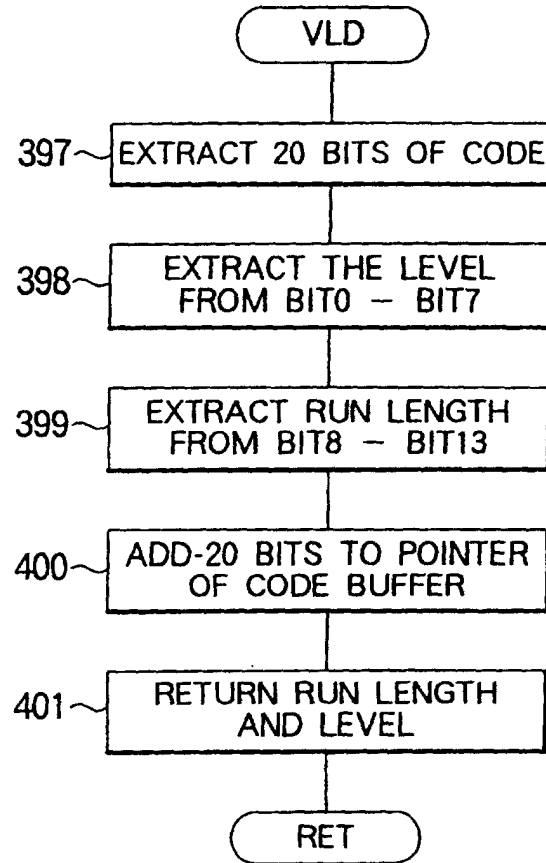 VLD
397 EXTRACT 20 BITS OF CODE
398 EXTRACT THE LEVEL
FROM BIT0 – BIT7
399 EXTRACT RUN LENGTH
FROM BIT8 – BIT13
400 ADD-20 BITS TO POINTER
OF CODE BUFFER
401 RETURN RUN LENGTH
AND LEVEL
RET